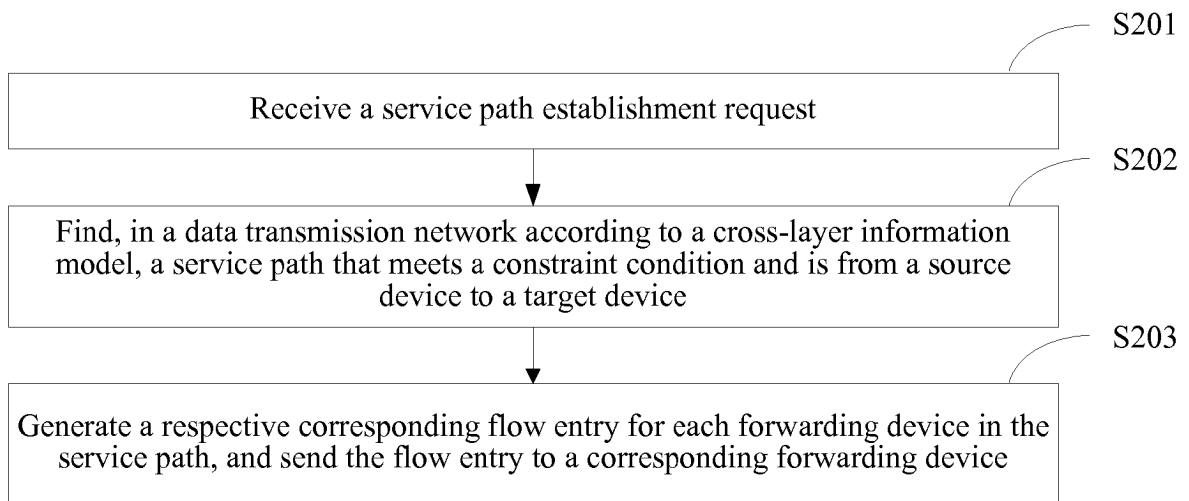 S201
Receive a service path establishment request
S202
Find, in a data transmission network according to a cross-layer information
model, a service path that meets a constraint condition and is from a source
device to a target device
S203
Generate a respective corresponding flow entry for each forwarding device in the
service path, and send the flow entry to a corresponding forwarding device